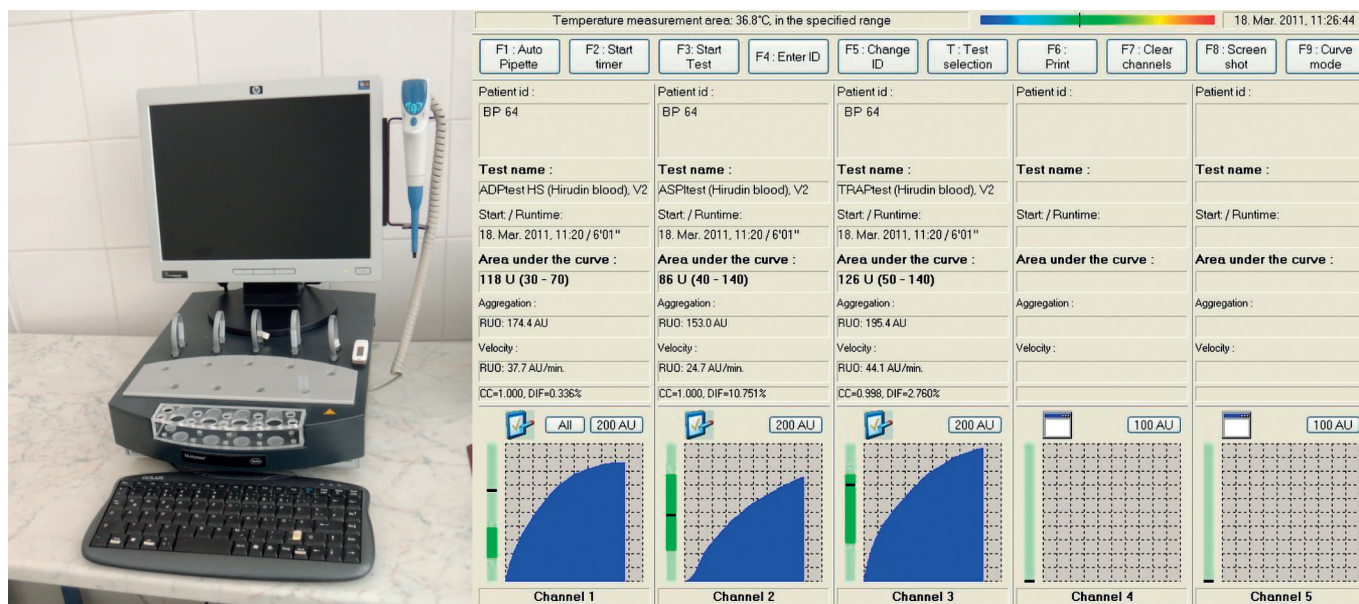 hp
Temperature measurement area: 36.8°C, in the specified range
18. Mar. 2011, 11:26:44
F1 : Auto Pipette
F2 : Start timer
F3: Start Test
F4 : Enter ID
F5 : Change ID
T : Test selection
F6 : Print
F7 : Clear channels
F8 : Screen shot
F9 : Curve mode
Patient id :
BP 64
Test name :
ADPtest HS (Hirudin blood), V2
Start / Runtime:
18. Mar. 2011, 11:20 / 6'01"
Area under the curve :
118 U (30 - 70)
Aggregation :
RUO: 174.4 AU
Velocity :
RUO: 37.7 AU/min.
CC=1.000, DIF=0.336%
All
200 AU
Channel 1
Patient id :
BP 64
Test name :
ASPItest (Hirudin blood), V2
Start / Runtime:
18. Mar. 2011, 11:20 / 6'01"
Area under the curve :
86 U (40 - 140)
Aggregation :
RUO: 153.0 AU
Velocity :
RUO: 24.7 AU/min.
CC=1.000, DIF=10.751%
200 AU
Channel 2
Patient id :
BP 64
Test name :
TRAPtest (Hirudin blood), V2
Start / Runtime:
18. Mar. 2011, 11:20 / 6'01"
Area under the curve :
126 U (50 - 140)
Aggregation :
RUO: 195.4 AU
Velocity :
RUO: 44.1 AU/min.
CC=0.998, DIF=2.760%
200 AU
Channel 3
Patient id :
Test name :
Start / Runtime:
Area under the curve :
Aggregation :
Velocity :
100 AU
Channel 4
Patient id :
Test name :
Start / Runtime:
Area under the curve :
Aggregation :
Velocity :
100 AU
Channel 5